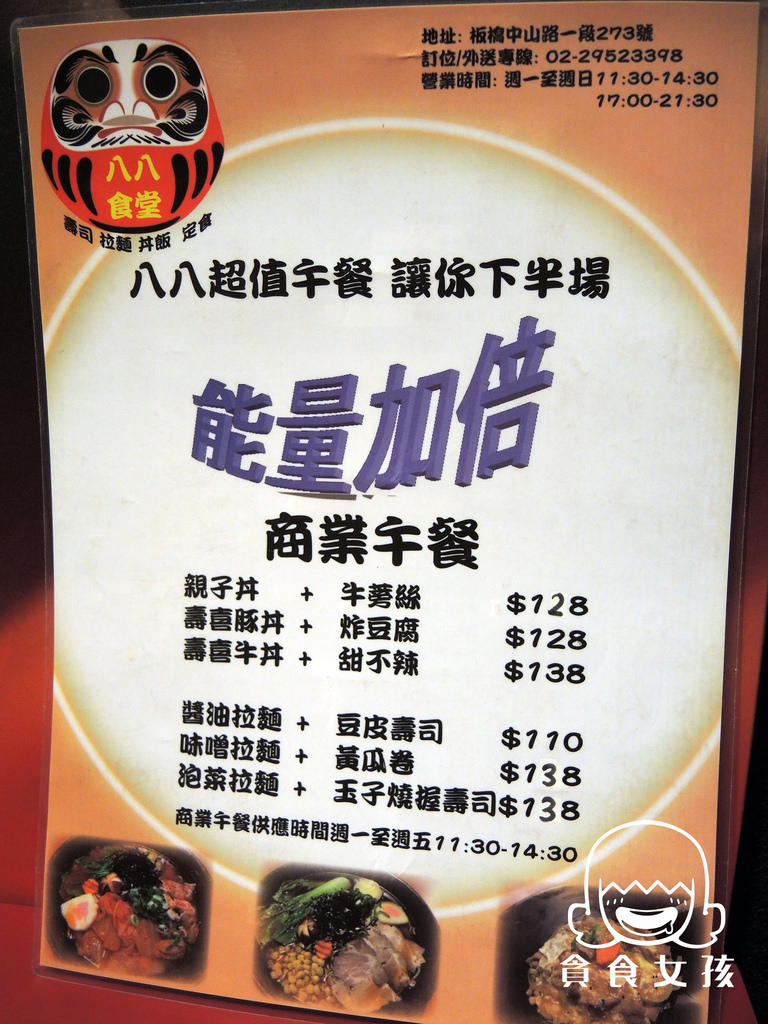 地址: 板橋中山路一段273號
訂位/外送專線: 02-29523398
營業時間: 週一至週日11:30-14:30
17:00-21:30
八八
食堂
壽司 拉麵 丼飯 定食
八八超值午餐 讓你下半場
能量加倍
商業午餐
親子丼 + 牛蒡絲 $128
壽喜豚丼 + 炸豆腐 $128
壽喜牛丼 + 甜不辣 $138
醬油拉麵 + 豆皮壽司 $110
味噌拉麵 + 黃瓜卷 $138
泡菜拉麵 + 玉子燒握壽司$138
商業午餐供應時間週一至週五11:30-14:30
貪食女孩